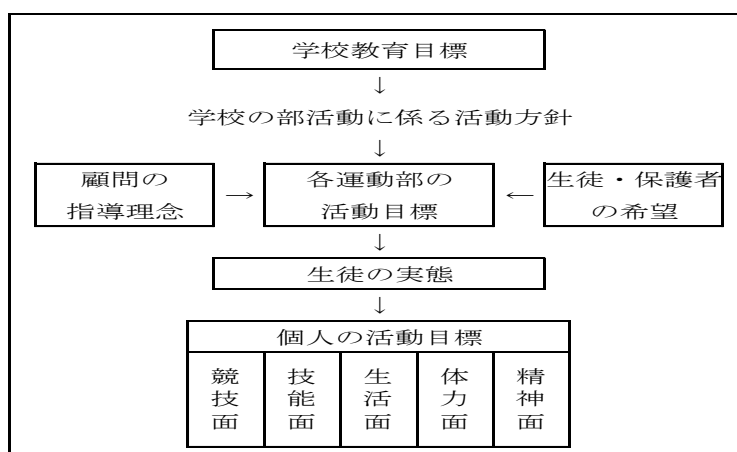 学校教育目標
↓
学校の部活動に係る活動方針
↓
顧問の
指導理念
→
各運動部の
活動目標
←
生徒・保護者
の希望
↓
生徒の実態
↓
個人の活動目標
競技面
技能面
生活面
体力面
精神面